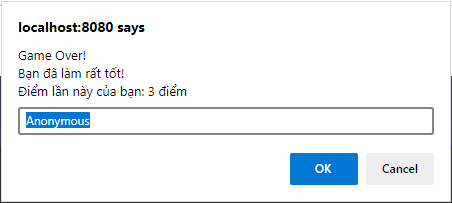 localhost:8080 says
Game Over!
Bạn đã làm rất tốt!
Điểm lần này của bạn: 3 điểm
Anonymous
OK
Cancel